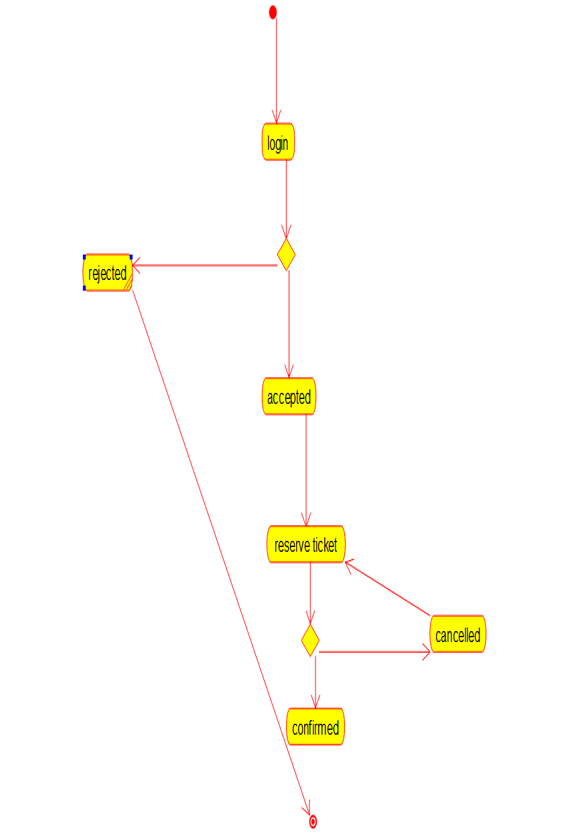 login
rejected
accepted
reserve ticket
cancelled
confirmed